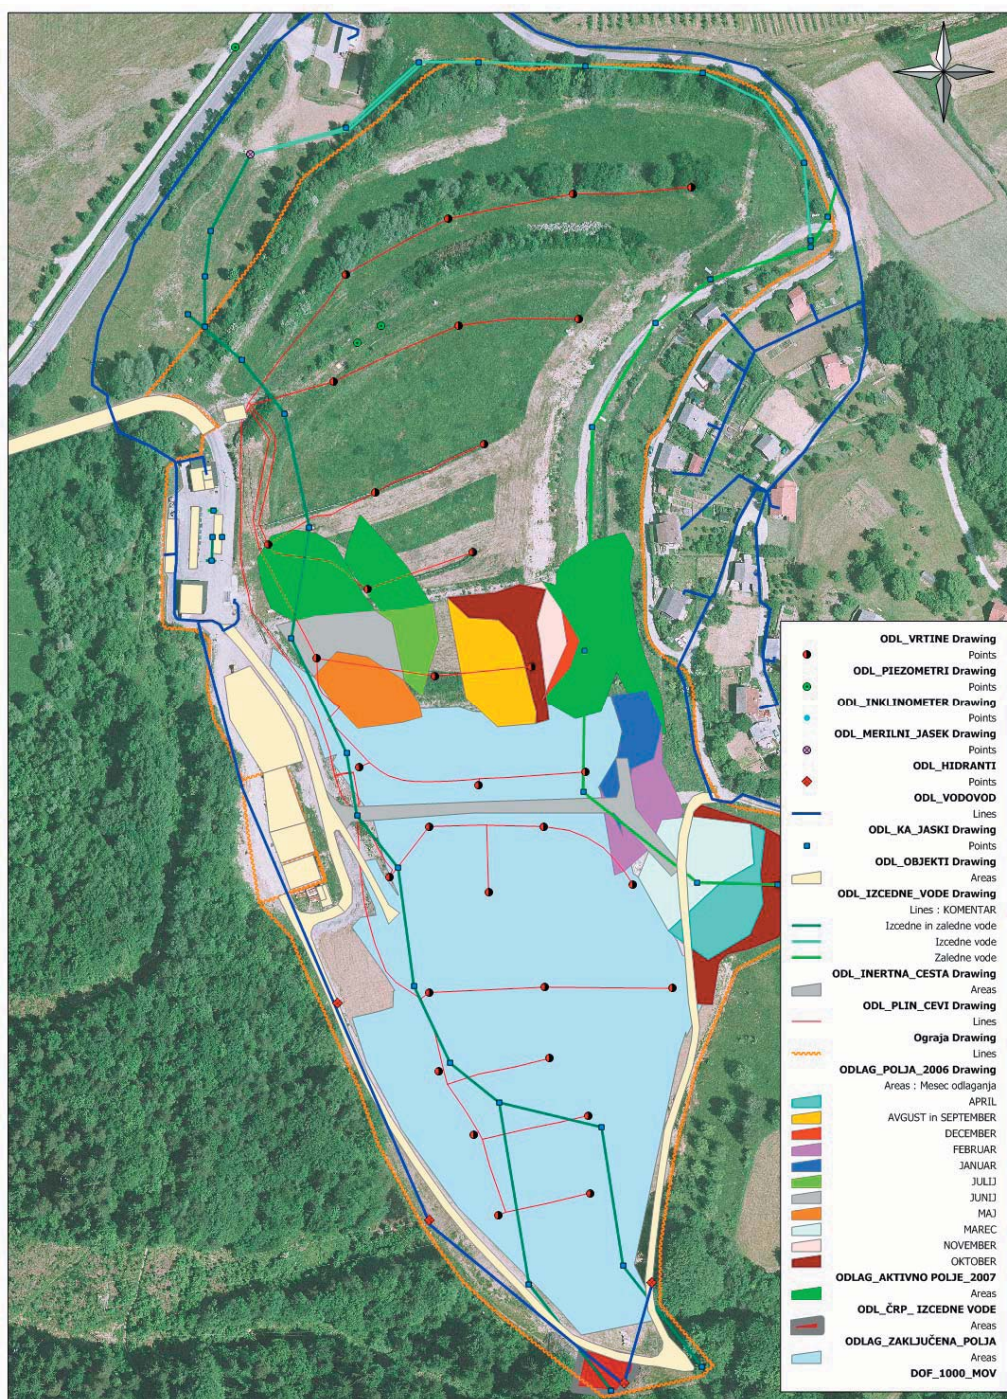 ODL_VRTINE Drawing
Points
ODL_PIEZOMETRI Drawing
Points
ODL_INKLINOMETER Drawing
Points
ODL_MERILNI_JASEK Drawing
Points
ODL_HIDRANTI
Points
ODL_VODOVOD
Lines
ODL_KA_JASKI Drawing
Points
ODL_OBJEKTI Drawing
Areas
ODL_IZCEDNE_VODE Drawing
Lines : KOMENTAR
Izcedne in zaledne vode
Izcedne vode
Zaledne vode
ODL_INERTNA_CESTA Drawing
Areas
ODL_PLIN_CEVI Drawing
Lines
Ograja Drawing
Lines
ODLAG_POLJA_2006 Drawing
Areas : Mesec odlaganja
APRIL
AVGUST in SEPTEMBER
DECEMBER
FEBRUAR
JANUAR
JULIJ
JUNIJ
MAJ
MAREC
NOVEMBER
OKTOBER
ODLAG_AKTIVNO POLJE_2007
Areas
ODL_ČRP_ IZCEDNE VODE
Areas
ODLAG_ZAKLJUČENA_POLJA
Areas
DOF_1000_MOV